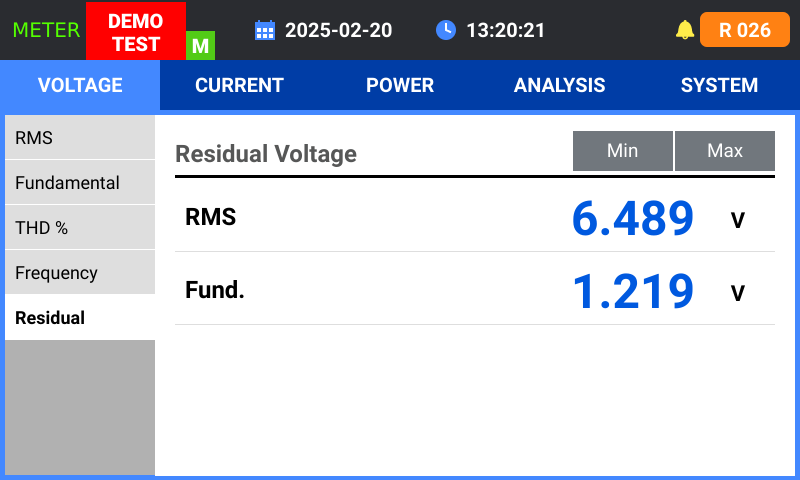 METER
DEMO
TEST
M
2025-02-20
13:20:21
R 026
VOLTAGE
CURRENT
POWER
ANALYSIS
SYSTEM
RMS
Fundamental
THD %
Frequency
Residual
Residual Voltage
Min
Max
RMS
6.489
V
Fund.
1.219
V